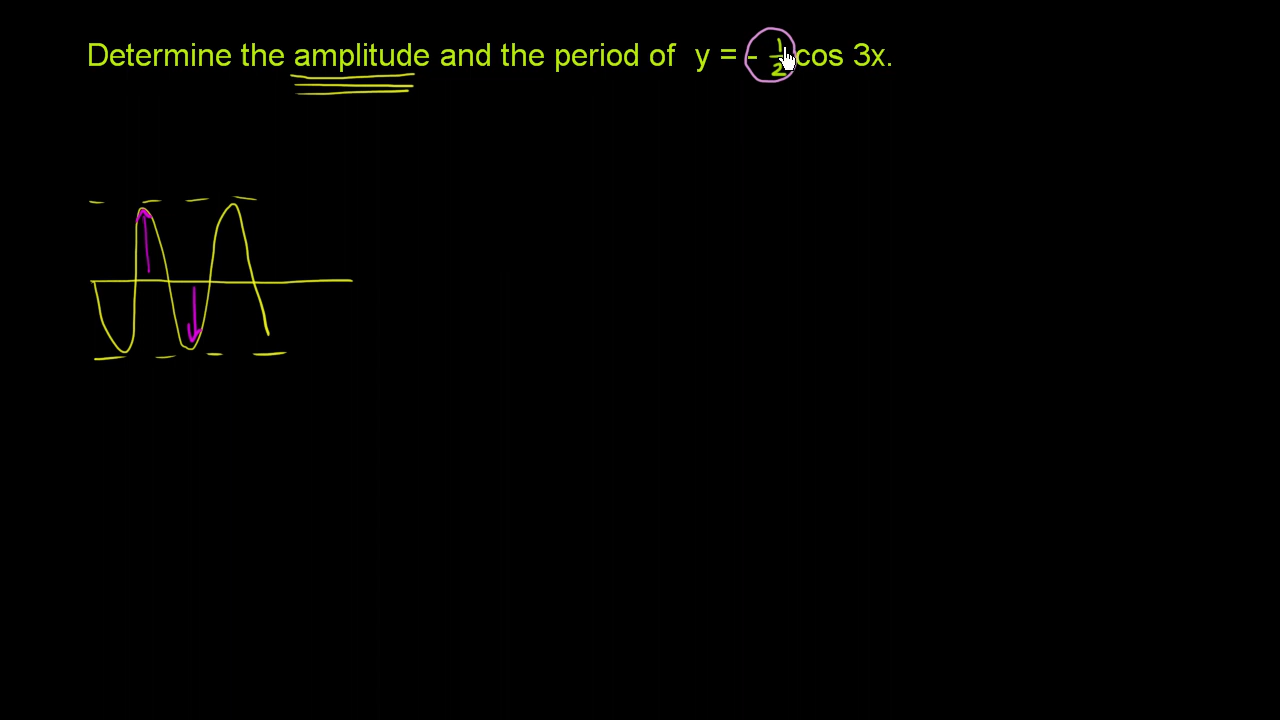 Determine the amplitude and the period of y = - 1/2 cos 3x.